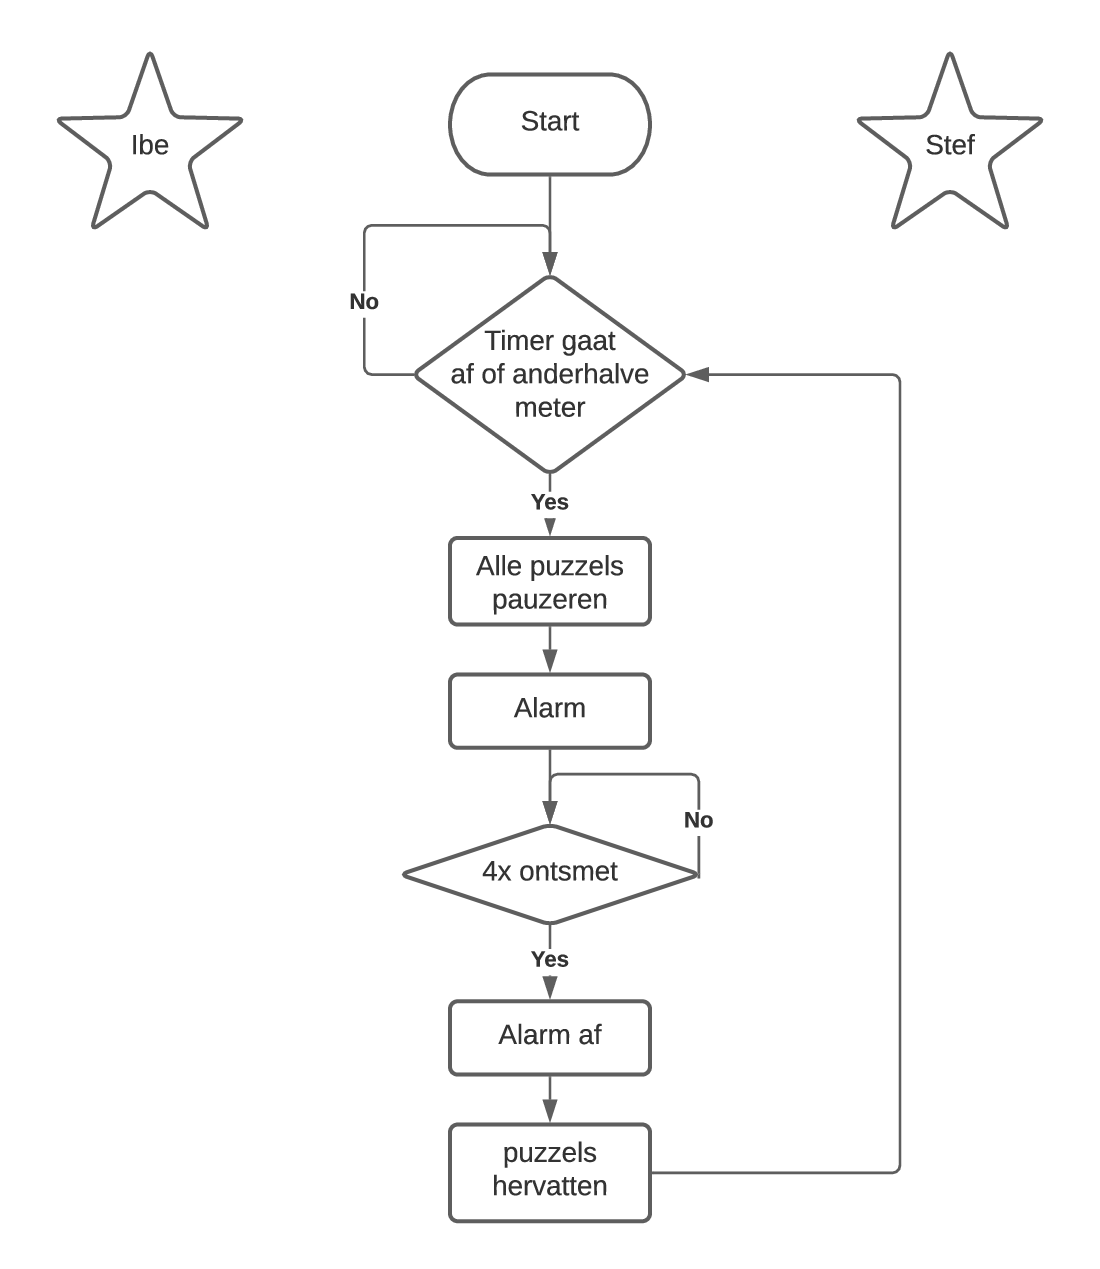 Ibe
Start
Stef
No
Timer gaat
af of anderhalve
meter
Yes
Alle puzzels
pauzeren
Alarm
No
4x ontsmet
Yes
Alarm af
puzzels
hervatten